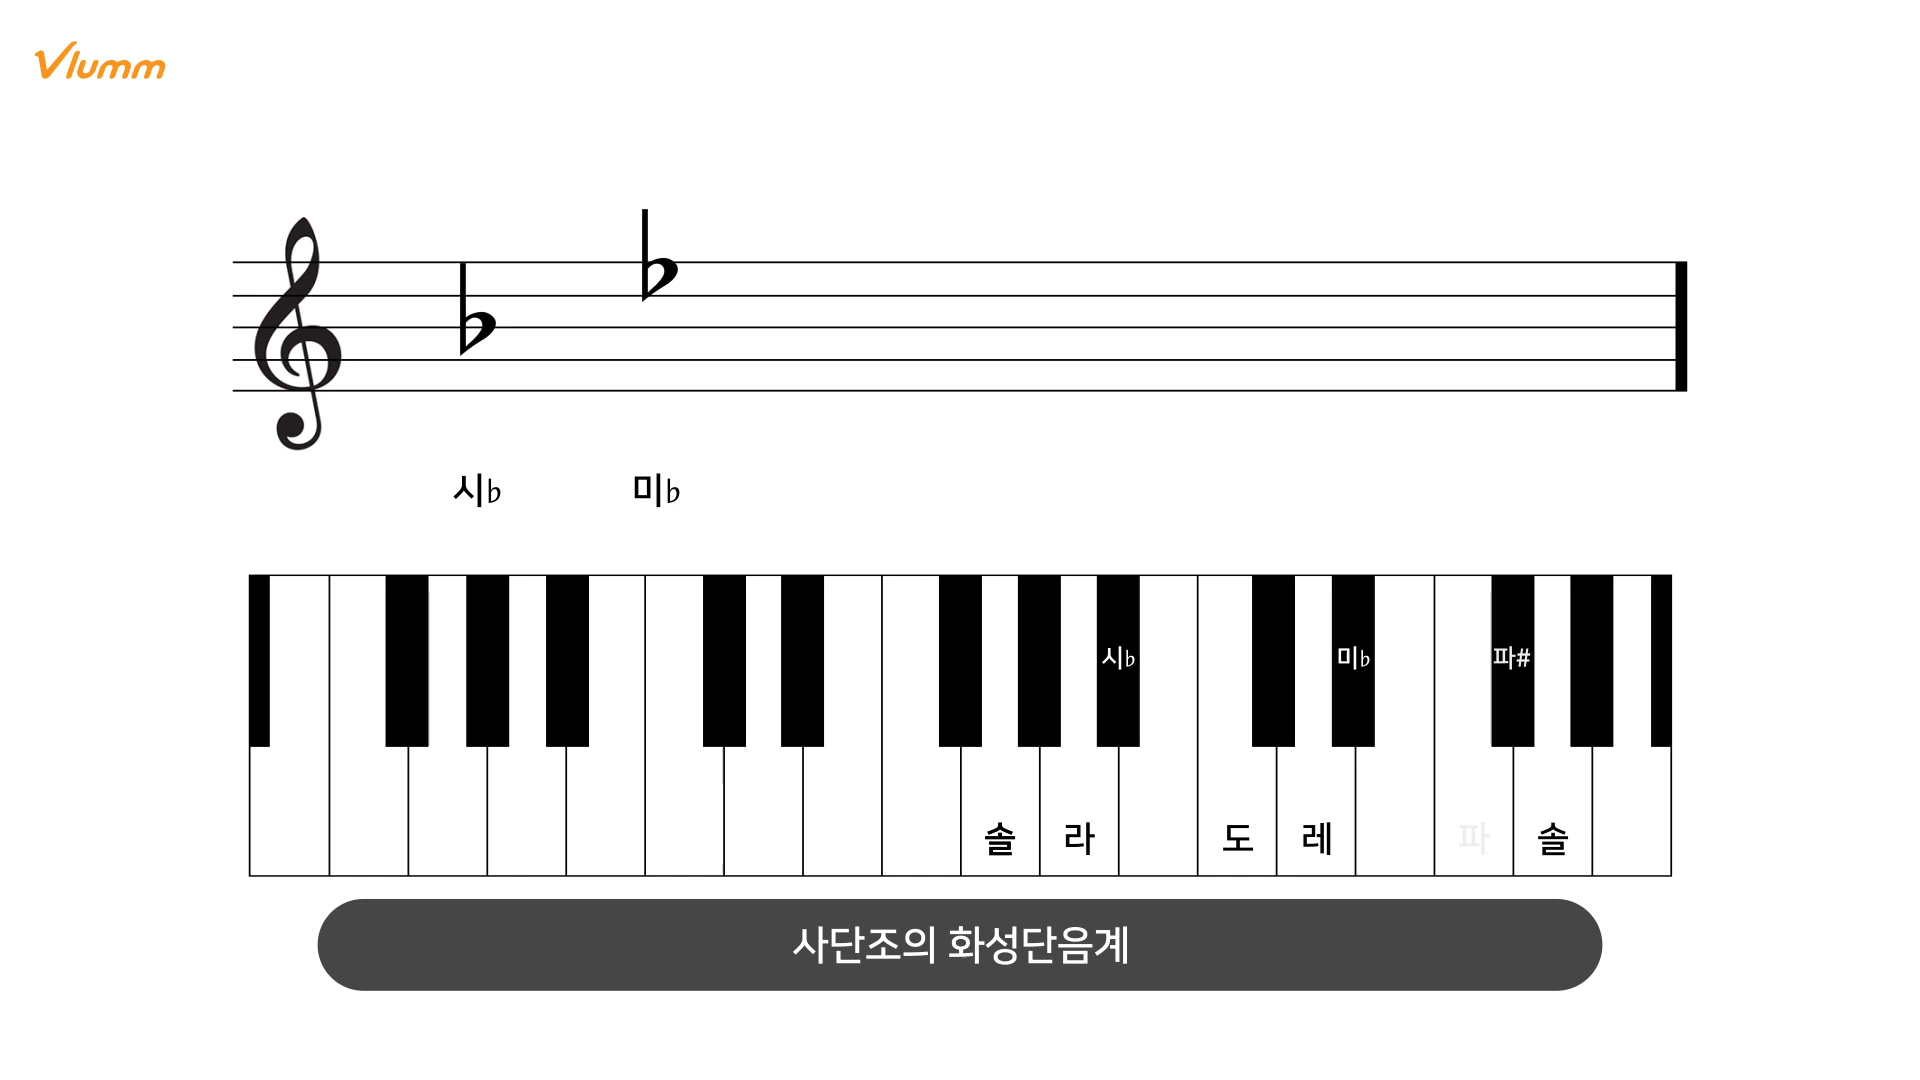 Vlumm
시♭ 미♭
시♭ 미♭ 파#
솔 라 도 레 파 솔
사단조의 화성단음계